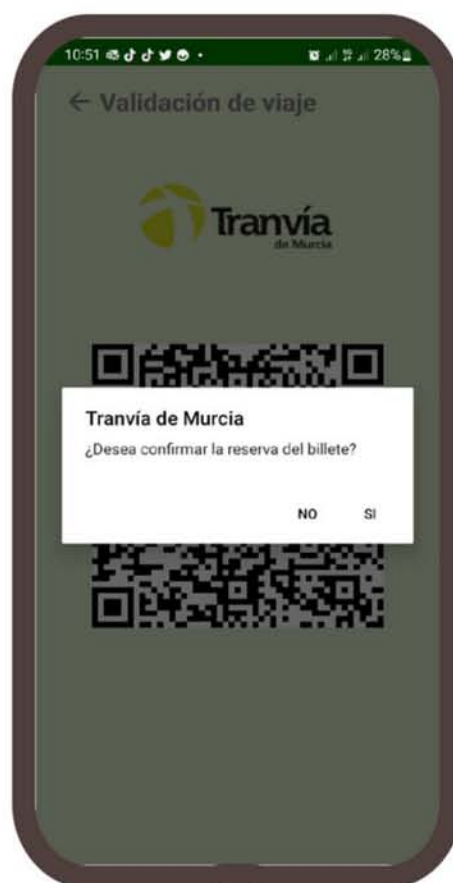 10:51
28%
← Validación de viaje
Tranvía
de Murcia
Tranvía de Murcia
¿Desea confirmar la reserva del billete?
NO SI